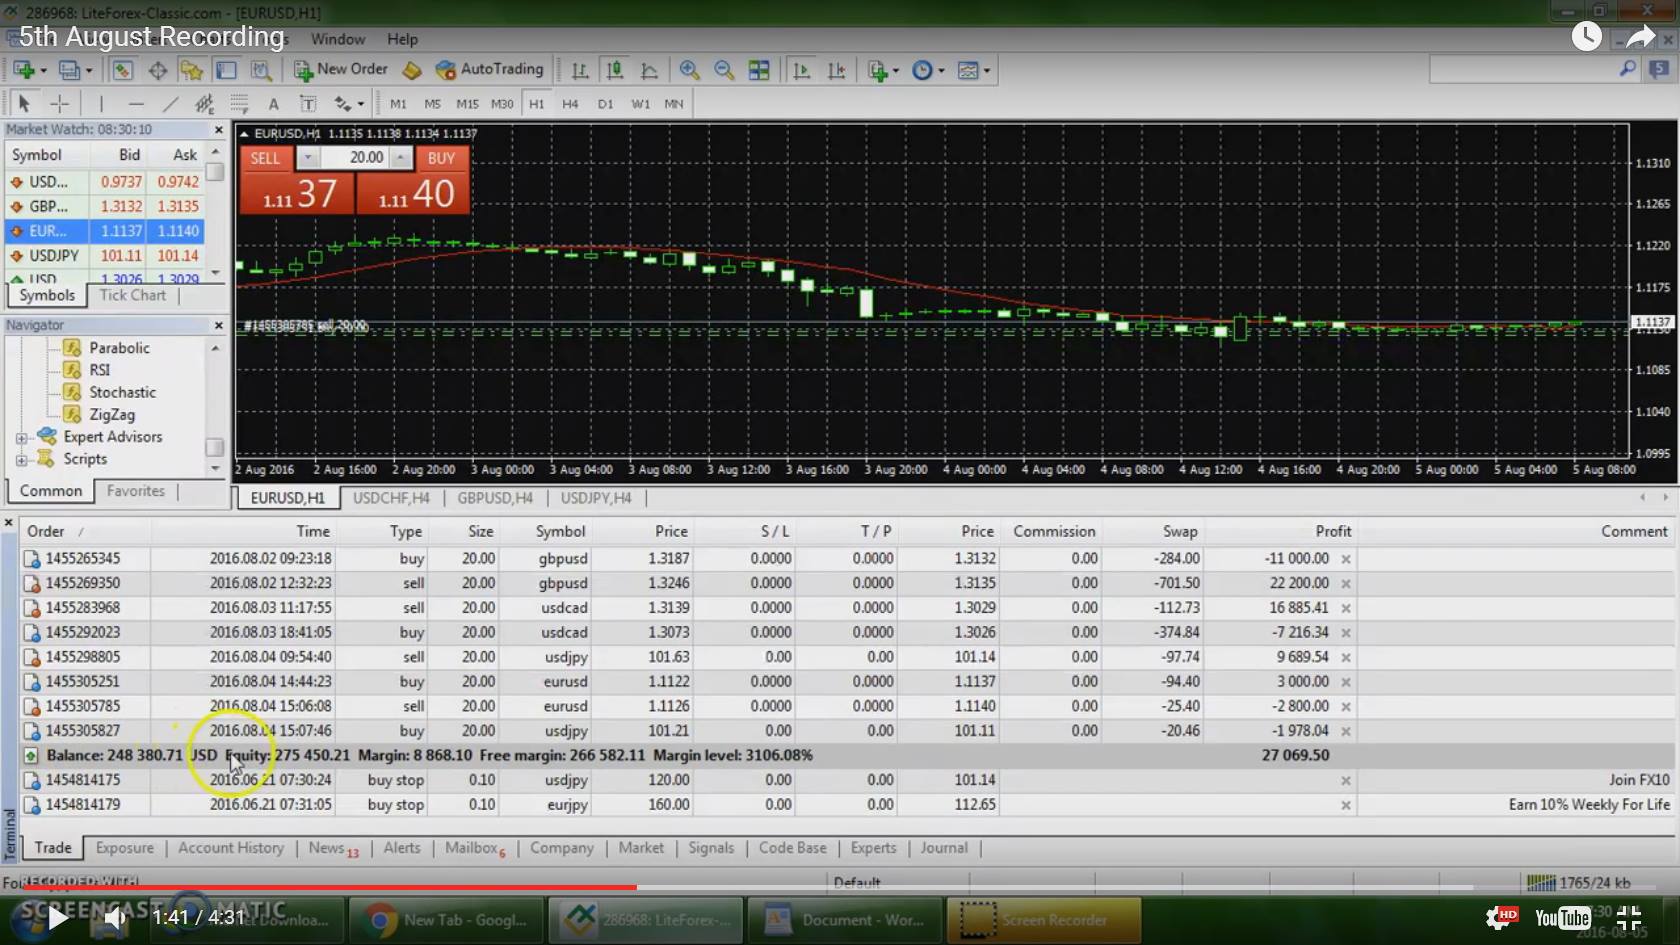 286968: LiteForex-Classic.com - [EURUSD,H1]
5th August Recording
Window Help
New Order AutoTrading
5
A T M1 M5 M15 M30 H1 H4 D1 W1 MN
Market Watch: 08:30:10
Symbol Bid Ask
USD... 0.9737 0.9742
GBP... 1.3132 1.3135
EUR... 1.1137 1.1140
USDJPY 101.11 101.14
USD 1.3026 1.3029
Symbols Tick Chart
Navigator
Parabolic
RSI
Stochastic
ZigZag
Expert Advisors
Scripts
Common Favorites
EURUSD,H1 1.1135 1.1138 1.1134 1.1137
SELL 20.00 BUY
1.11 37 1.11 40
#1455305785 sell 20.00
1.1310
1.1265
1.1220
1.1175
1.1137
1.1130
1.1085
1.1040
1.0995
2 Aug 2016 2 Aug 16:00 2 Aug 20:00 3 Aug 00:00 3 Aug 04:00 3 Aug 08:00 3 Aug 12:00 3 Aug 16:00 3 Aug 20:00 4 Aug 00:00 4 Aug 04:00 4 Aug 08:00 4 Aug 12:00 4 Aug 16:00 4 Aug 20:00 5 Aug 00:00 5 Aug 04:00 5 Aug 08:00
EURUSD,H1 USDCHF,H4 GBPUSD,H4 USDJPY,H4
Order Time Type Size Symbol Price S / L T / P Price Commission Swap Profit Comment
1455265345 2016.08.02 09:23:18 buy 20.00 gbpusd 1.3187 0.0000 0.0000 1.3132 0.00 -284.00 -11 000.00
1455269350 2016.08.02 12:32:23 sell 20.00 gbpusd 1.3246 0.0000 0.0000 1.3135 0.00 -701.50 22 200.00
1455283968 2016.08.03 11:17:55 sell 20.00 usdcad 1.3139 0.0000 0.0000 1.3029 0.00 -112.73 16 885.41
1455292023 2016.08.03 18:41:05 buy 20.00 usdcad 1.3073 0.0000 0.0000 1.3026 0.00 -374.84 -7 216.34
1455298805 2016.08.04 09:54:40 sell 20.00 usdjpy 101.63 0.00 0.00 101.14 0.00 -97.74 9 689.54
1455305251 2016.08.04 14:44:23 buy 20.00 eurusd 1.1122 0.0000 0.0000 1.1137 0.00 -94.40 3 000.00
1455305785 2016.08.04 15:06:08 sell 20.00 eurusd 1.1126 0.0000 0.0000 1.1140 0.00 -25.40 -2 800.00
1455305827 2016.08.04 15:07:46 buy 20.00 usdjpy 101.21 0.00 0.00 101.11 0.00 -20.46 -1 978.04
Balance: 248 380.71 USD Equity: 275 450.21 Margin: 8 868.10 Free margin: 266 582.11 Margin level: 3106.08% 27 069.50
1454814175 2016.06.21 07:30:24 buy stop 0.10 usdjpy 120.00 0.00 0.00 101.14 Join FX10
1454814179 2016.06.21 07:31:05 buy stop 0.10 eurjpy 160.00 0.00 0.00 112.65 Earn 10% Weekly For Life
Terminal
Trade Exposure Account History News 13 Alerts Mailbox 6 Company Market Signals Code Base Experts Journal
RECORDED WITH
Default 1765/24 kb
SCREENCAST MATIC
1:41 / 4:31 New Tab - Googl... 286968: LiteForex-... Document - Wor... Screen Recorder HD YouTube
2016-08-05